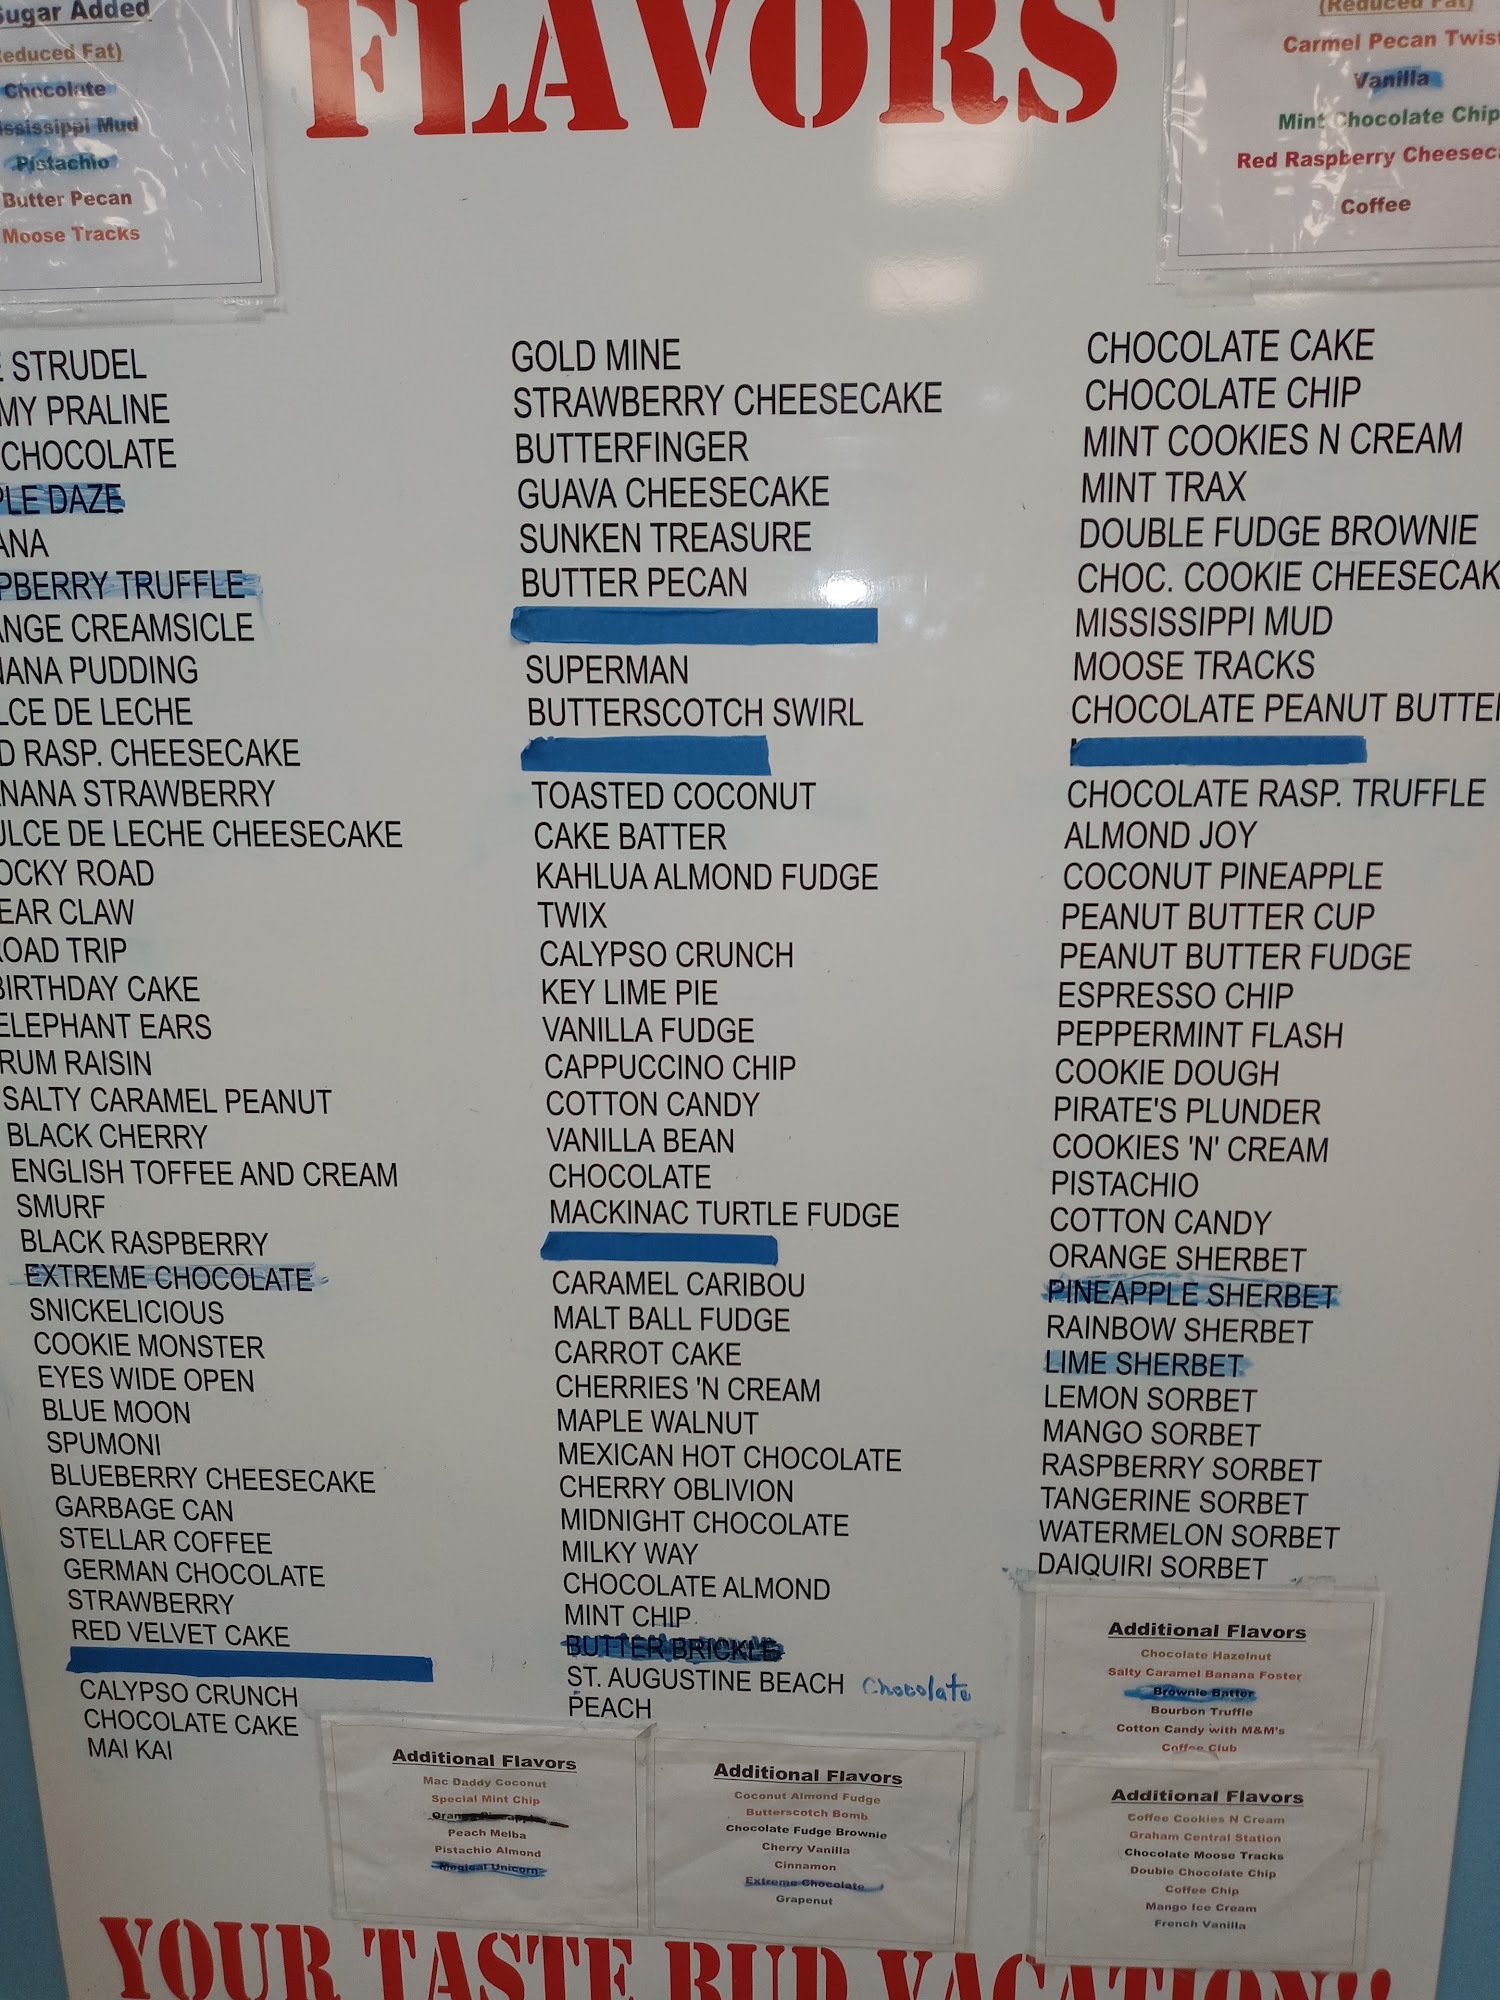 FLAVORS
Sugar Added
Reduced Fat)
Chocolate
ississippi Mud
Pistachio
Butter Pecan
Moose Tracks
(Reduced Fat)
Carmel Pecan Twist
Vanilla
Mint Chocolate Chip
Red Raspberry Cheesec
Coffee
STRUDEL
MY PRALINE
CHOCOLATE
PLE DAZE
ANA
PBERRY TRUFFLE
ANGE CREAMSICLE
NANA PUDDING
LCE DE LECHE
D RASP. CHEESECAKE
NANA STRAWBERRY
ULCE DE LECHE CHEESECAKE
OCKY ROAD
EAR CLAW
ROAD TRIP
BIRTHDAY CAKE
ELEPHANT EARS
RUM RAISIN
SALTY CARAMEL PEANUT
BLACK CHERRY
ENGLISH TOFFEE AND CREAM
SMURF
BLACK RASPBERRY
EXTREME CHOCOLATE
SNICKELICIOUS
COOKIE MONSTER
EYES WIDE OPEN
BLUE MOON
SPUMONI
BLUEBERRY CHEESECAKE
GARBAGE CAN
STELLAR COFFEE
GERMAN CHOCOLATE
STRAWBERRY
RED VELVET CAKE
CALYPSO CRUNCH
CHOCOLATE CAKE
MAI KAI
GOLD MINE
STRAWBERRY CHEESECAKE
BUTTERFINGER
GUAVA CHEESECAKE
SUNKEN TREASURE
BUTTER PECAN
SUPERMAN
BUTTERSCOTCH SWIRL
TOASTED COCONUT
CAKE BATTER
KAHLUA ALMOND FUDGE
TWIX
CALYPSO CRUNCH
KEY LIME PIE
VANILLA FUDGE
CAPPUCCINO CHIP
COTTON CANDY
VANILLA BEAN
CHOCOLATE
MACKINAC TURTLE FUDGE
CARAMEL CARIBOU
MALT BALL FUDGE
CARROT CAKE
CHERRIES 'N CREAM
MAPLE WALNUT
MEXICAN HOT CHOCOLATE
CHERRY OBLIVION
MIDNIGHT CHOCOLATE
MILKY WAY
CHOCOLATE ALMOND
MINT CHIP
BUTTER BRICKLE
ST. AUGUSTINE BEACH Chocolate
PEACH
CHOCOLATE CAKE
CHOCOLATE CHIP
MINT COOKIES N CREAM
MINT TRAX
DOUBLE FUDGE BROWNIE
CHOC. COOKIE CHEESECAK
MISSISSIPPI MUD
MOOSE TRACKS
CHOCOLATE PEANUT BUTTER
CHOCOLATE RASP. TRUFFLE
ALMOND JOY
COCONUT PINEAPPLE
PEANUT BUTTER CUP
PEANUT BUTTER FUDGE
ESPRESSO CHIP
PEPPERMINT FLASH
COOKIE DOUGH
PIRATE'S PLUNDER
COOKIES 'N' CREAM
PISTACHIO
COTTON CANDY
ORANGE SHERBET
PINEAPPLE SHERBET
RAINBOW SHERBET
LIME SHERBET
LEMON SORBET
MANGO SORBET
RASPBERRY SORBET
TANGERINE SORBET
WATERMELON SORBET
DAIQUIRI SORBET
Additional Flavors
Mac Daddy Coconut
Special Mint Chip
Orange Pineapple
Peach Melba
Pistachio Almond
Magical Unicorn
Additional Flavors
Coconut Almond Fudge
Butterscotch Bomb
Chocolate Fudge Brownie
Cherry Vanilla
Cinnamon
Extreme Chocolate
Grapenut
Additional Flavors
Chocolate Hazelnut
Salty Caramel Banana Foster
Brownie Batter
Bourbon Truffle
Cotton Candy with M&M's
Coffee Club
Additional Flavors
Coffee Cookies N Cream
Graham Central Station
Chocolate Moose Tracks
Double Chocolate Chip
Coffee Chip
Mango Ice Cream
French Vanilla
YOUR TASTE BUD VACATION!!